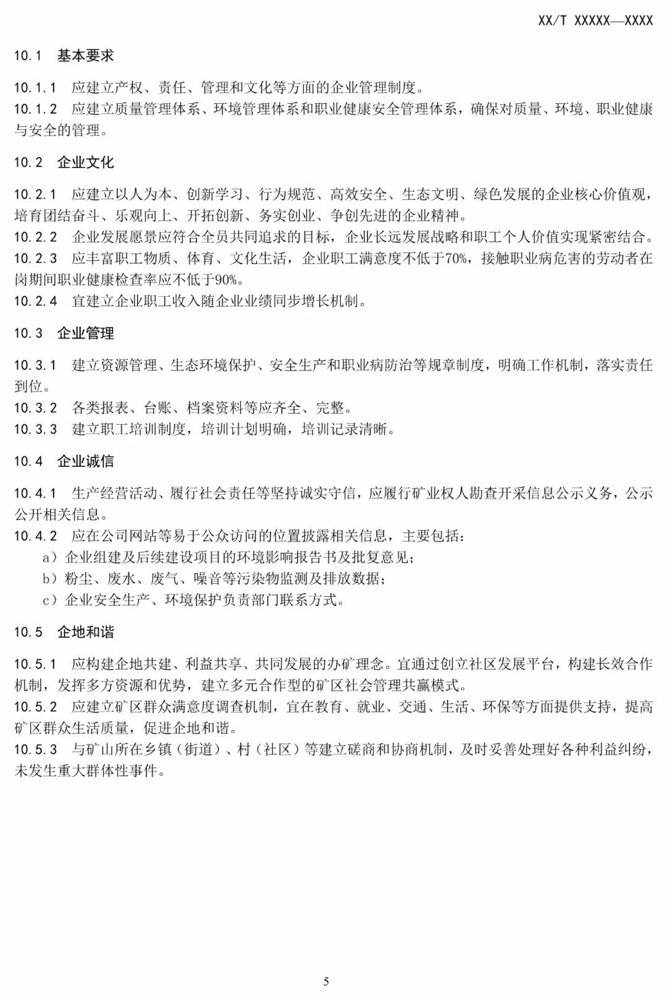 XX/T XXXXX—XXXX
10.1 基本要求
10.1.1 应建立产权、责任、管理和文化等方面的企业管理制度。
10.1.2 应建立质量管理体系、环境管理体系和职业健康安全管理体系，确保对质量、环境、职业健康
与安全的管理。
10.2 企业文化
10.2.1 应建立以人为本、创新学习、行为规范、高效安全、生态文明、绿色发展的企业核心价值观，
培育团结奋斗、乐观向上、开拓创新、务实创业、争创先进的企业精神。
10.2.2 企业发展愿景应符合全员共同追求的目标，企业长远发展战略和职工个人价值实现紧密结合。
10.2.3 应丰富职工物质、体育、文化生活，企业职工满意度不低于70%，接触职业病危害的劳动者在
岗期间职业健康检查率应不低于90%。
10.2.4 宜建立企业职工收入随企业业绩同步增长机制。
10.3 企业管理
10.3.1 建立资源管理、生态环境保护、安全生产和职业病防治等规章制度，明确工作机制，落实责任
到位。
10.3.2 各类报表、台账、档案资料等应齐全、完整。
10.3.3 建立职工培训制度，培训计划明确，培训记录清晰。
10.4 企业诚信
10.4.1 生产经营活动、履行社会责任等坚持诚实守信，应履行矿业权人勘查开采信息公示义务，公示
公开相关信息。
10.4.2 应在公司网站等易于公众访问的位置披露相关信息，主要包括：
a）企业组建及后续建设项目的环境影响报告书及批复意见；
b）粉尘、废水、废气、噪音等污染物监测及排放数据；
c）企业安全生产、环境保护负责部门联系方式。
10.5 企地和谐
10.5.1 应构建企地共建、利益共享、共同发展的办矿理念。宜通过创立社区发展平台，构建长效合作
机制，发挥多方资源和优势，建立多元合作型的矿区社会管理共赢模式。
10.5.2 应建立矿区群众满意度调查机制，宜在教育、就业、交通、生活、环保等方面提供支持，提高
矿区群众生活质量，促进企地和谐。
10.5.3 与矿山所在乡镇（街道）、村（社区）等建立磋商和协商机制，及时妥善处理好各种利益纠纷，
未发生重大群体性事件。
5